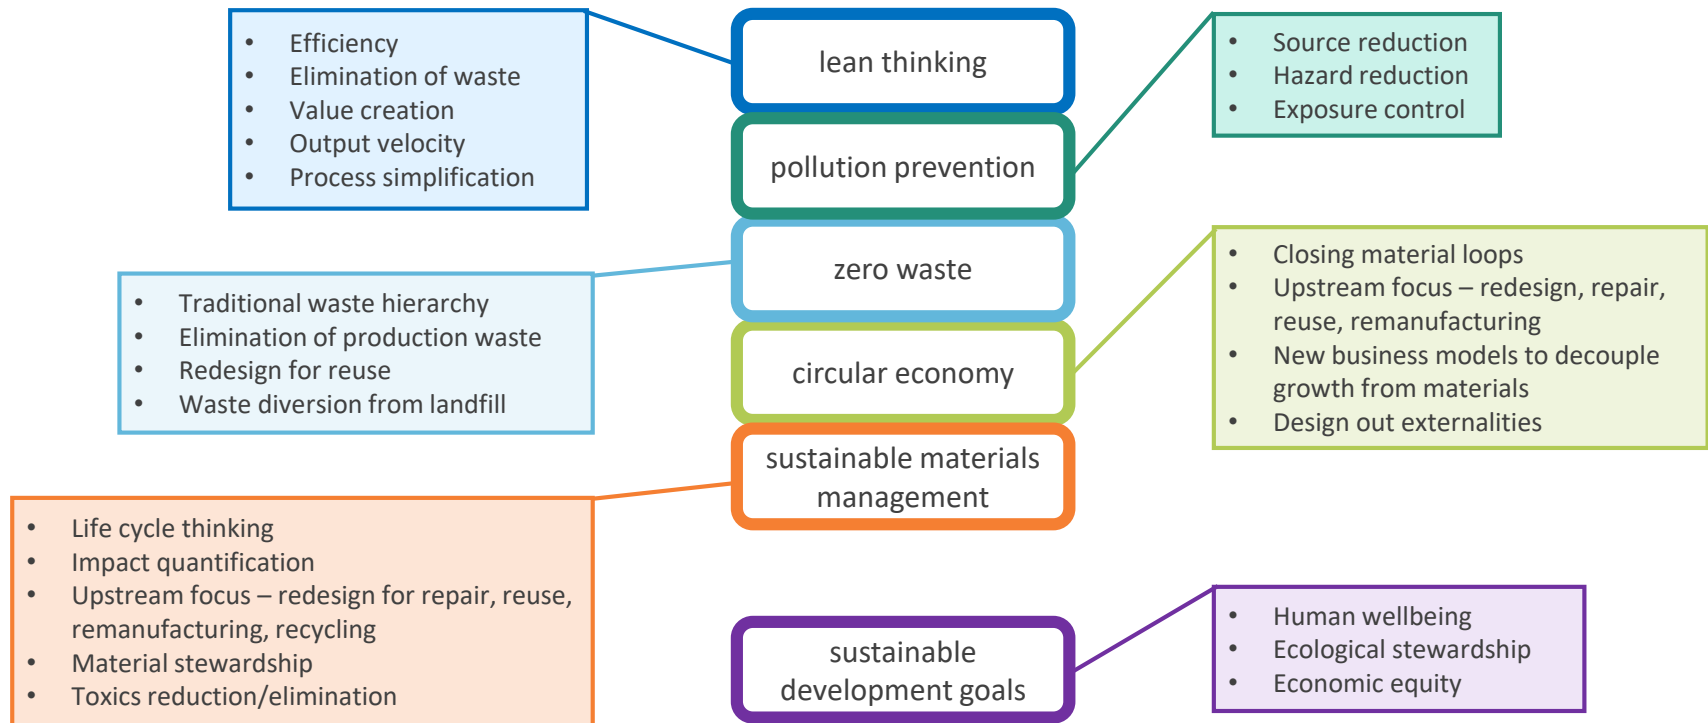 lean thinking
• Efficiency
• Elimination of waste
• Value creation
• Output velocity
• Process simplification
pollution prevention
• Source reduction
• Hazard reduction
• Exposure control
zero waste
• Traditional waste hierarchy
• Elimination of production waste
• Redesign for reuse
• Waste diversion from landfill
circular economy
• Closing material loops
• Upstream focus – redesign, repair,
reuse, remanufacturing
• New business models to decouple
growth from materials
• Design out externalities
sustainable materials
management
• Life cycle thinking
• Impact quantification
• Upstream focus – redesign for repair, reuse,
remanufacturing, recycling
• Material stewardship
• Toxics reduction/elimination
sustainable
development goals
• Human wellbeing
• Ecological stewardship
• Economic equity